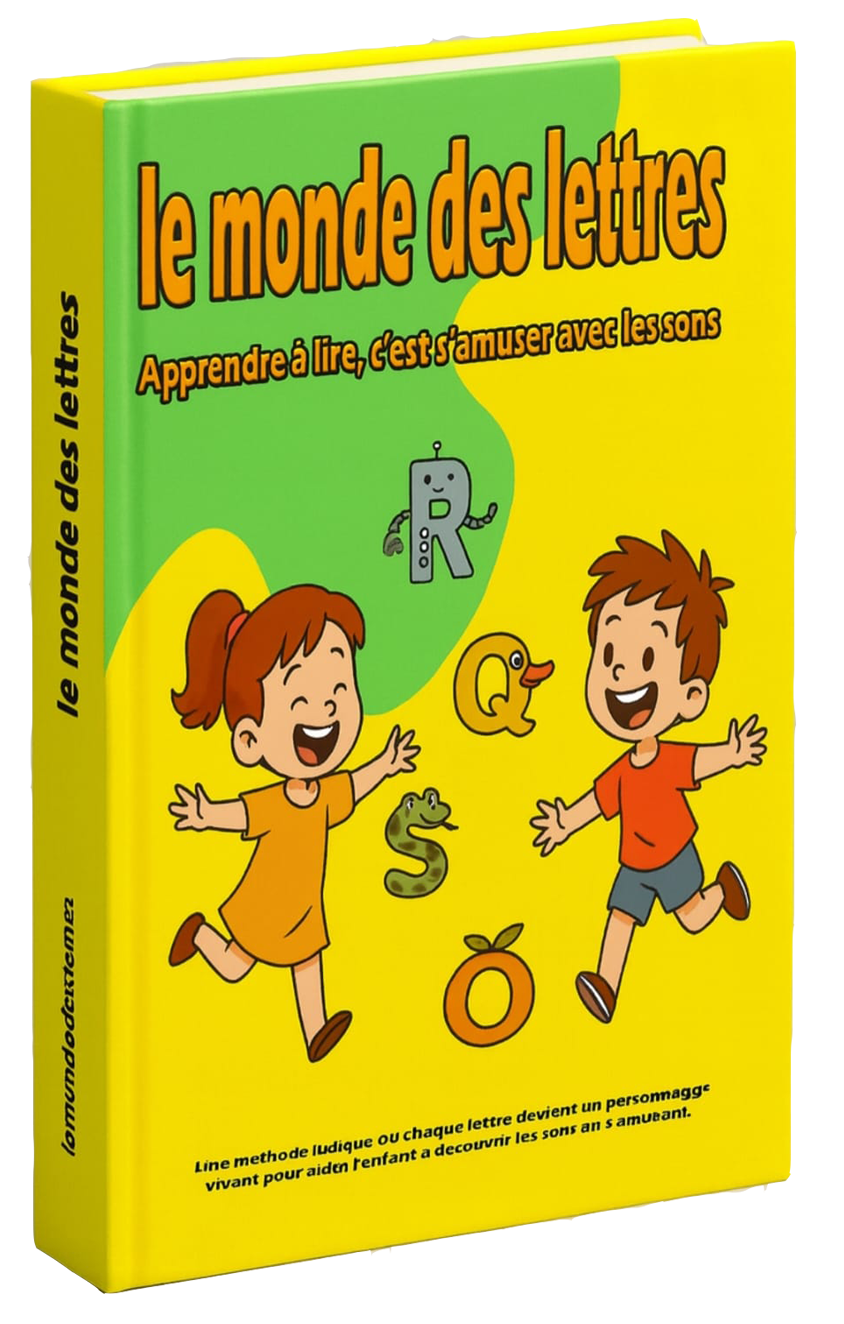 le monde des lettres
Apprendre à lire, c'est s'amuser avec les sons
R
Q
S
O
Line methode ludique ou chaque lettre devient un personnagge
vivant pour aiden l'enfant a decouvrir les sons an s amusant.
le monde des lettres